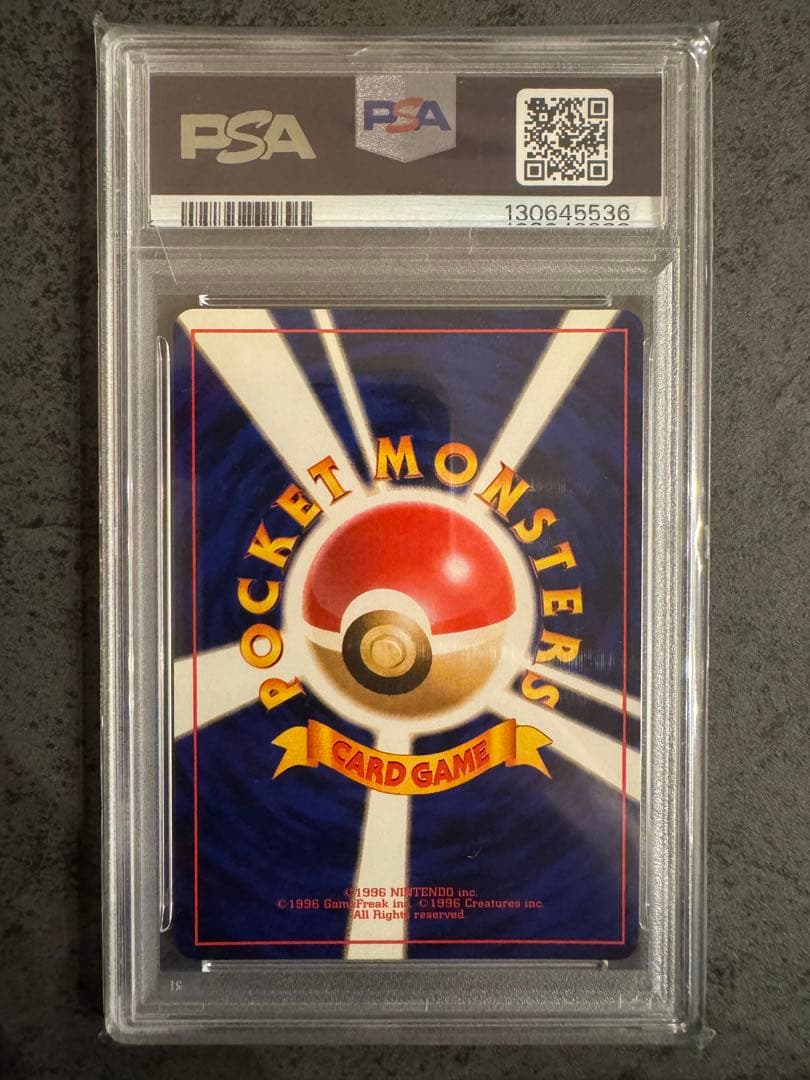 PSA
PSA
130645536
POCKET MONSTERS
CARD GAME
©1996 NINTENDO inc.
©1996 GameFreak inc. ©1996 Creatures inc.
All Rights reserved